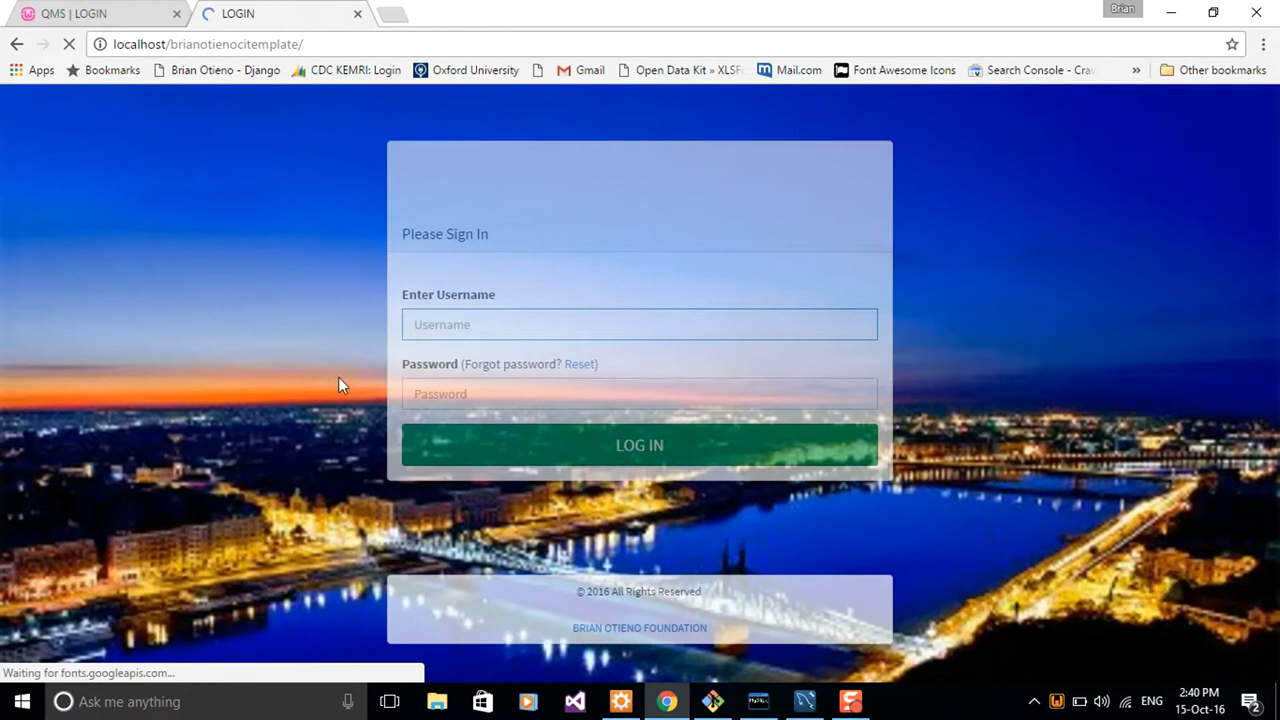 QMS | LOGIN
LOGIN
Brian
localhost/brianotienocitemplate/
Apps
Bookmarks
Brian Otieno - Django
CDC KEMRI: Login
Oxford University
Gmail
Open Data Kit » XLSF
Mail.com
Font Awesome Icons
Search Console - Cra
»
Other bookmarks
Please Sign In
Enter Username
Username
Password (Forgot password? Reset)
Password
LOG IN
© 2016 All Rights Reserved
BRIAN OTIENO FOUNDATION
Waiting for fonts.googleapis.com...
Ask me anything
MySQL
ENG
2:40 PM
15-Oct-16
2